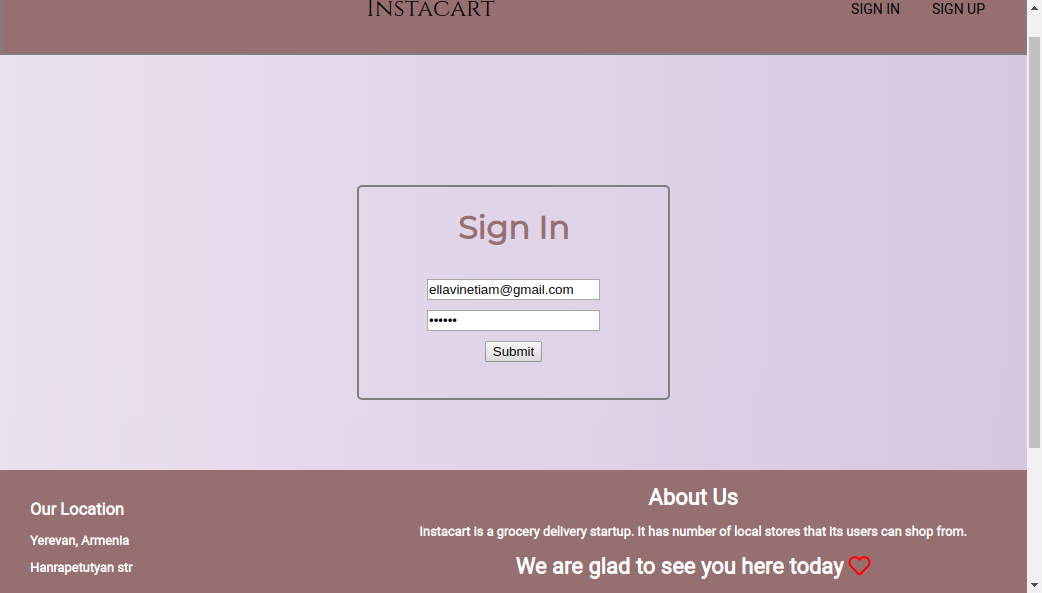 Instacart
SIGN IN SIGN UP
Sign In
ellavinetiam@gmail.com
••••••
Submit
Our Location
Yerevan, Armenia
Hanrapetutyan str
About Us
Instacart is a grocery delivery startup. It has number of local stores that its users can shop from.
We are glad to see you here today